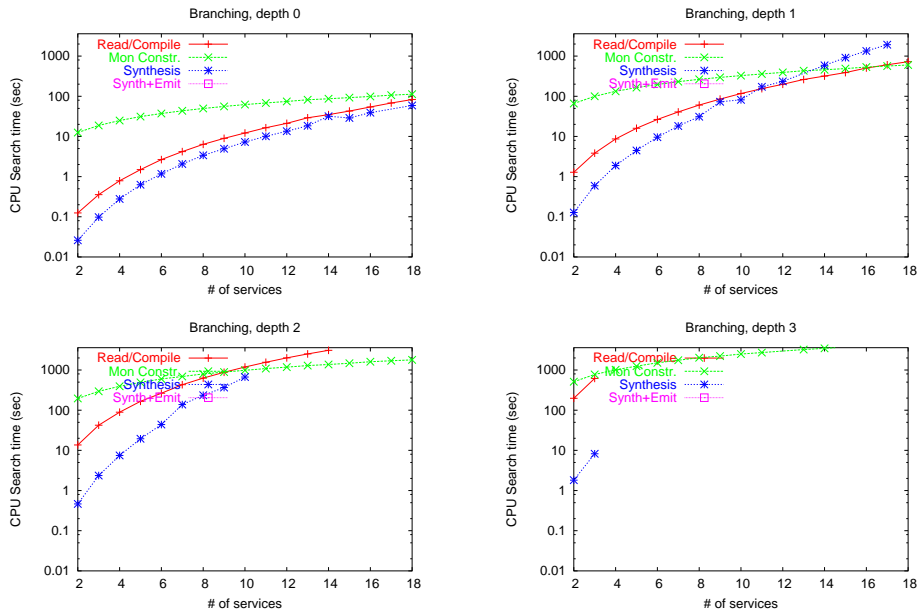 Branching, depth 0
Read/Compile
Mon Constr.
Synthesis
Synth+Emit
1000
100
10
1
0.1
0.01
CPU Search time (sec)
2 4 6 8 10 12 14 16 18
# of services
Branching, depth 1
Read/Compile
Mon Constr.
Synthesis
Synth+Emit
1000
100
10
1
0.1
0.01
CPU Search time (sec)
2 4 6 8 10 12 14 16 18
# of services
Branching, depth 2
Read/Compile
Mon Constr.
Synthesis
Synth+Emit
1000
100
10
1
0.1
0.01
CPU Search time (sec)
2 4 6 8 10 12 14 16 18
# of services
Branching, depth 3
Read/Compile
Mon Constr.
Synthesis
Synth+Emit
1000
100
10
1
0.1
0.01
CPU Search time (sec)
2 4 6 8 10 12 14 16 18
# of services